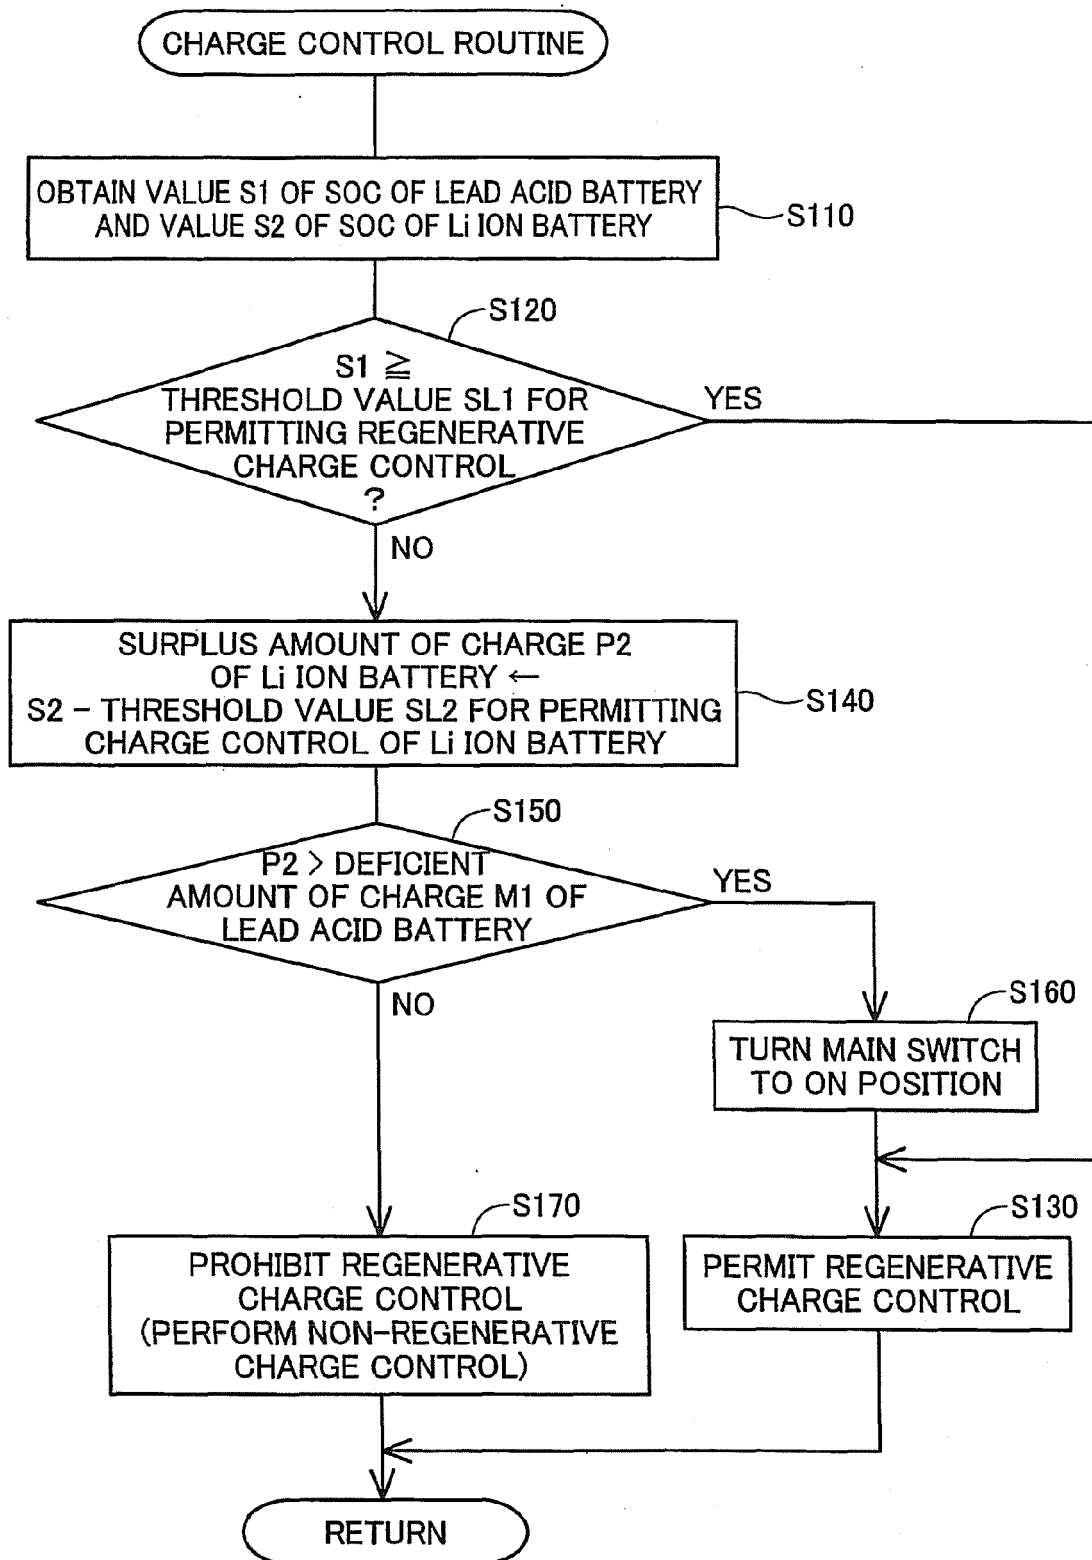 CHARGE CONTROL ROUTINE
OBTAIN VALUE S1 OF SOC OF LEAD ACID BATTERY
AND VALUE S2 OF SOC OF Li ION BATTERY
S110
S120
S1 ≧
THRESHOLD VALUE SL1 FOR
PERMITTING REGENERATIVE
CHARGE CONTROL
?
YES
NO
SURPLUS AMOUNT OF CHARGE P2
OF Li ION BATTERY ←
S2 - THRESHOLD VALUE SL2 FOR PERMITTING
CHARGE CONTROL OF Li ION BATTERY
S140
S150
P2 > DEFICIENT
AMOUNT OF CHARGE M1 OF
LEAD ACID BATTERY
YES
NO
S160
TURN MAIN SWITCH
TO ON POSITION
S170
PROHIBIT REGENERATIVE
CHARGE CONTROL
(PERFORM NON-REGENERATIVE
CHARGE CONTROL)
S130
PERMIT REGENERATIVE
CHARGE CONTROL
RETURN